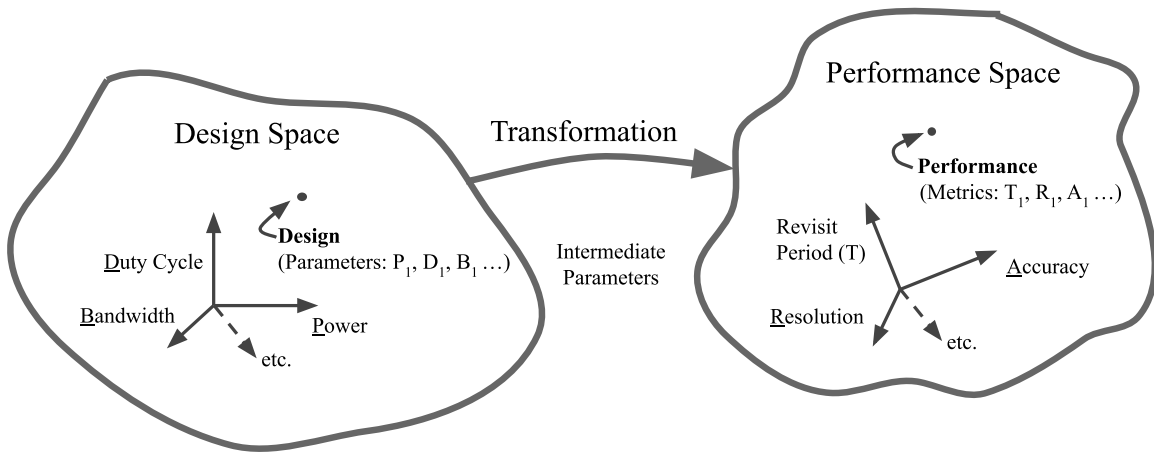 Design Space
Design
(Parameters: P₁, D₁, B₁ …)
Duty Cycle
Bandwidth
Power
etc.
Transformation
Intermediate
Parameters
Performance Space
Performance
(Metrics: T₁, R₁, A₁ …)
Revisit
Period (T)
Accuracy
Resolution
etc.